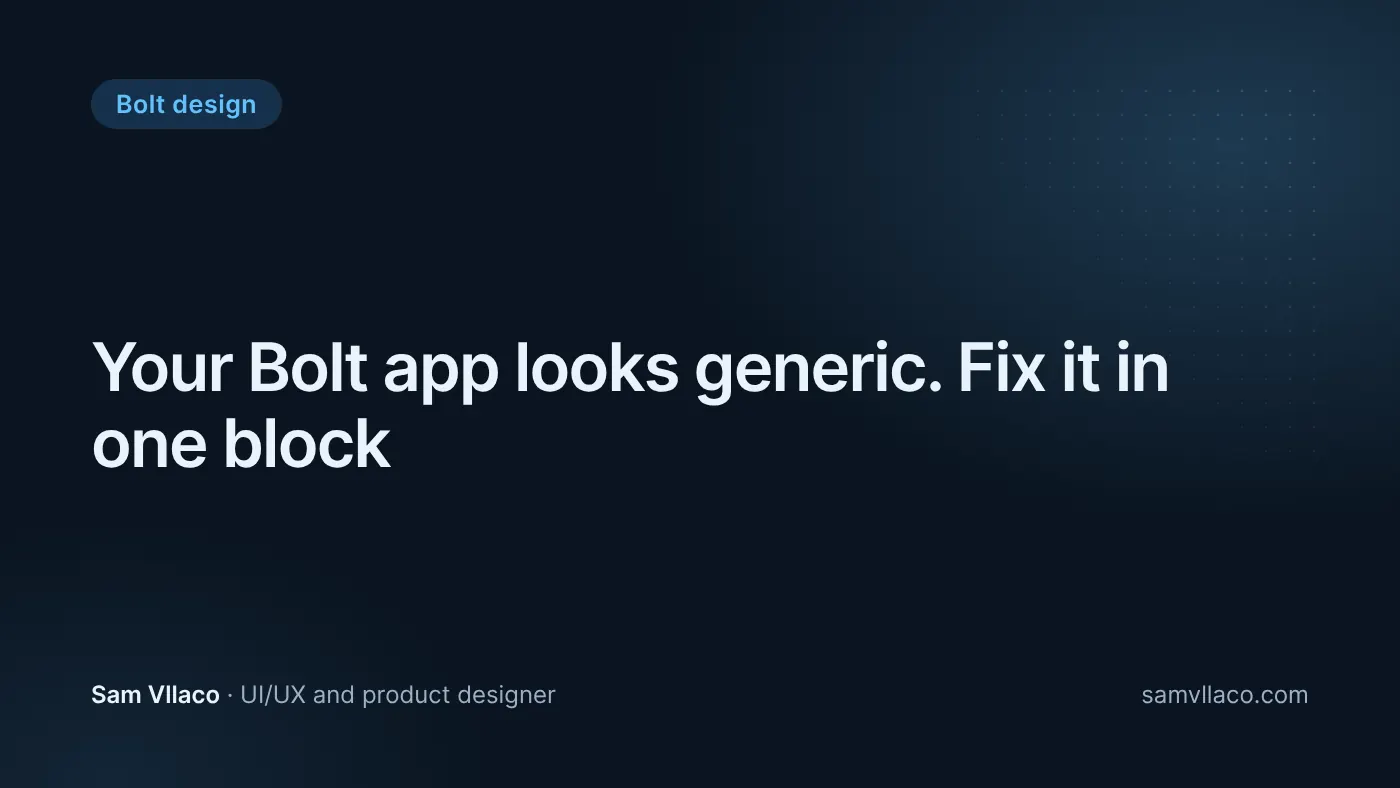 Bolt design
Your Bolt app looks generic. Fix it in
one block
Sam Vllaco · UI/UX and product designer
samvllaco.com